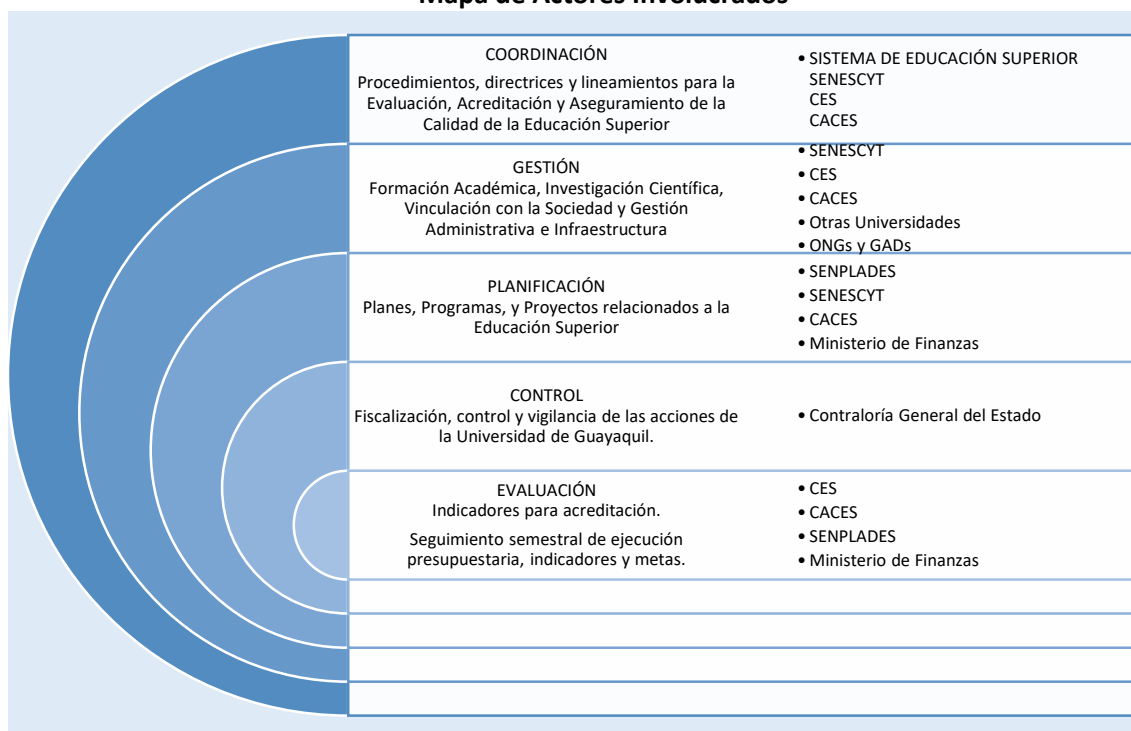 Mapa de Actores Involucrados
COORDINACIÓN
Procedimientos, directrices y lineamientos para la
Evaluación, Acreditación y Aseguramiento de la
Calidad de la Educación Superior
• SISTEMA DE EDUCACIÓN SUPERIOR
SENESCYT
CES
CACES
GESTIÓN
Formación Académica, Investigación Científica,
Vinculación con la Sociedad y Gestión
Administrativa e Infraestructura
• SENESCYT
• CES
• CACES
• Otras Universidades
• ONGs y GADs
PLANIFICACIÓN
Planes, Programas, y Proyectos relacionados a la
Educación Superior
• SENPLADES
• SENESCYT
• CACES
• Ministerio de Finanzas
CONTROL
Fiscalización, control y vigilancia de las acciones de
la Universidad de Guayaquil.
• Contraloría General del Estado
EVALUACIÓN
Indicadores para acreditación.
Seguimiento semestral de ejecución
presupuestaria, indicadores y metas.
• CES
• CACES
• SENPLADES
• Ministerio de Finanzas